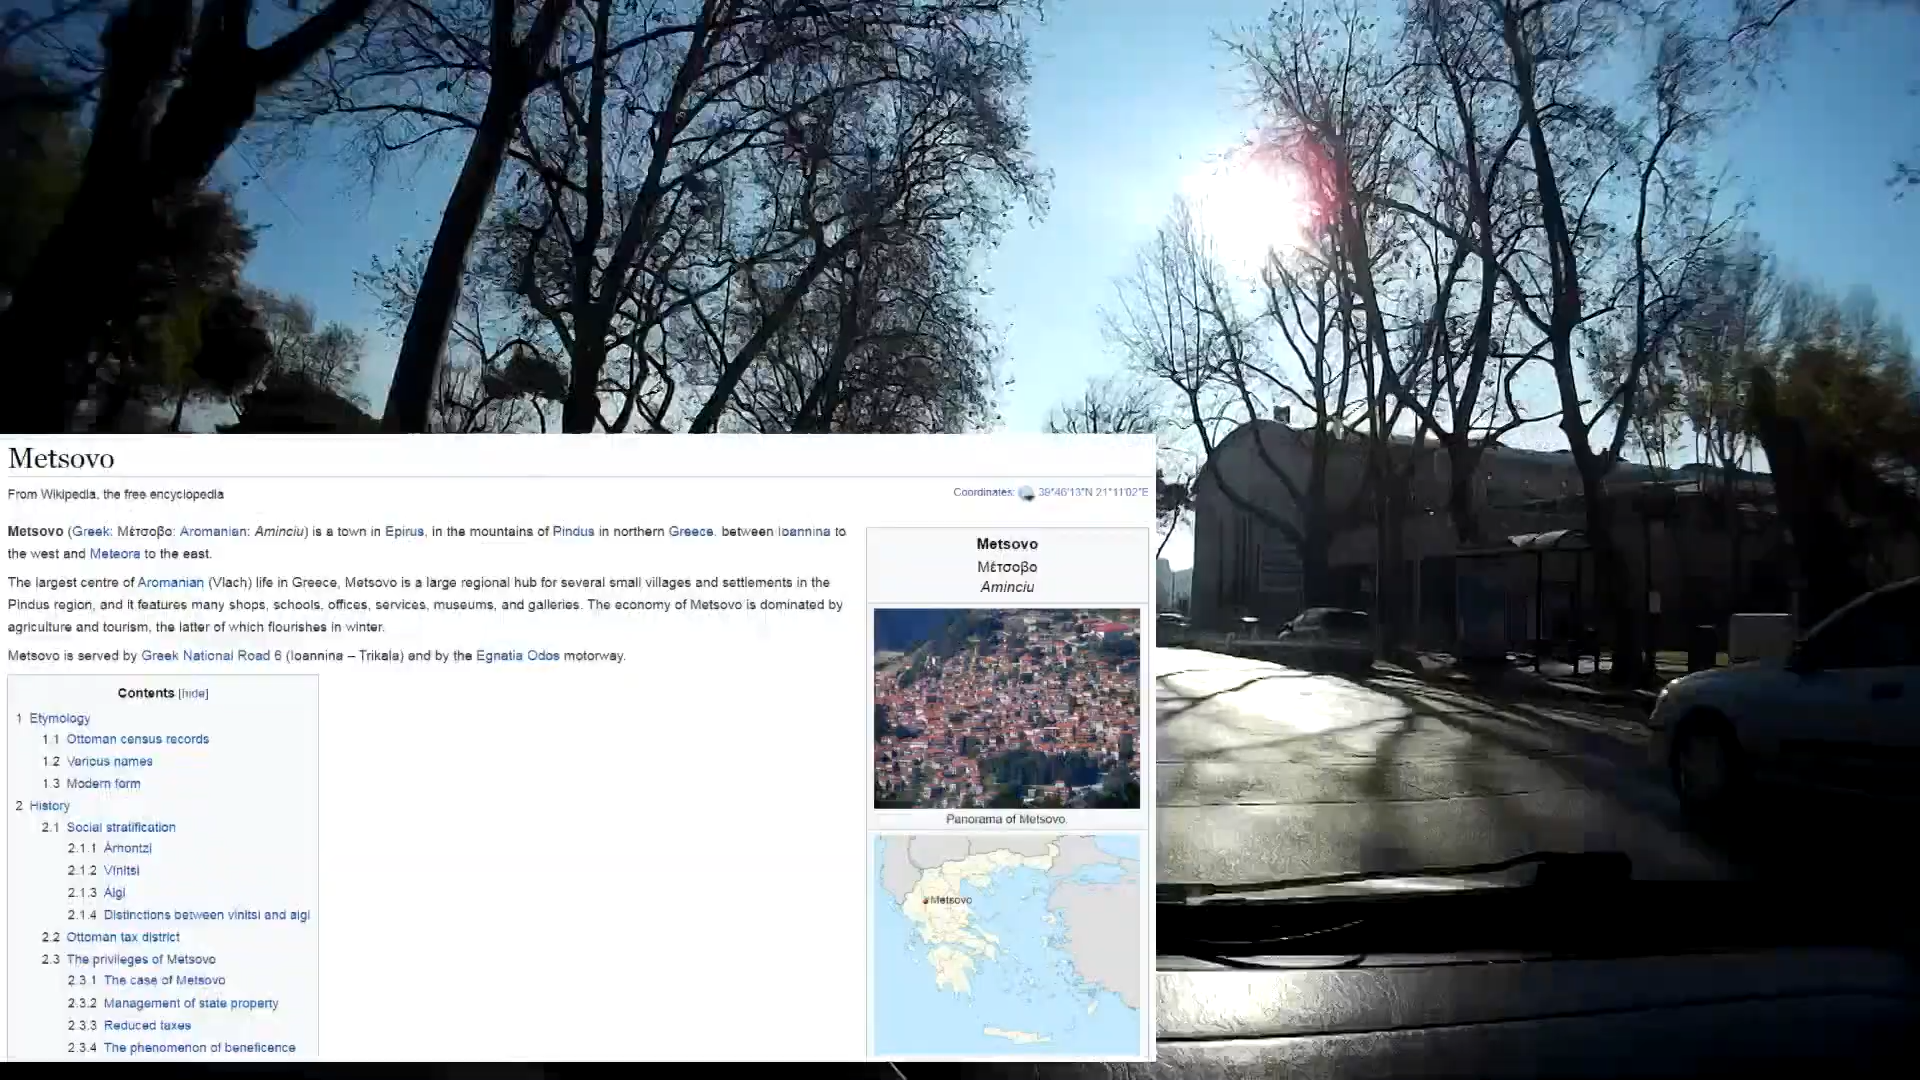 Metsovo
From Wikipedia, the free encyclopedia
Coordinates: 39°46′13″N 21°11′02″E
Metsovo (Greek: Μέτσοβο; Aromanian: Aminciu) is a town in Epirus, in the mountains of Pindus in northern Greece, between Ioannina to
the west and Meteora to the east.
The largest centre of Aromanian (Vlach) life in Greece, Metsovo is a large regional hub for several small villages and settlements in the
Pindus region, and it features many shops, schools, offices, services, museums, and galleries. The economy of Metsovo is dominated by
agriculture and tourism, the latter of which flourishes in winter.
Metsovo is served by Greek National Road 6 (Ioannina – Trikala) and by the Egnatia Odos motorway.
Contents [hide]
1 Etymology
1.1 Ottoman census records
1.2 Various names
1.3 Modern form
2 History
2.1 Social stratification
2.1.1 Árnontzi
2.1.2 Vinitsi
2.1.3 Áigi
2.1.4 Distinctions between vinitsi and aigi
2.2 Ottoman tax district
2.3 The privileges of Metsovo
2.3.1 The case of Metsovo
2.3.2 Management of state property
2.3.3 Reduced taxes
2.3.4 The phenomenon of beneficence
Metsovo
Μέτσοβο
Aminciu
Panorama of Metsovo.
Metsovo